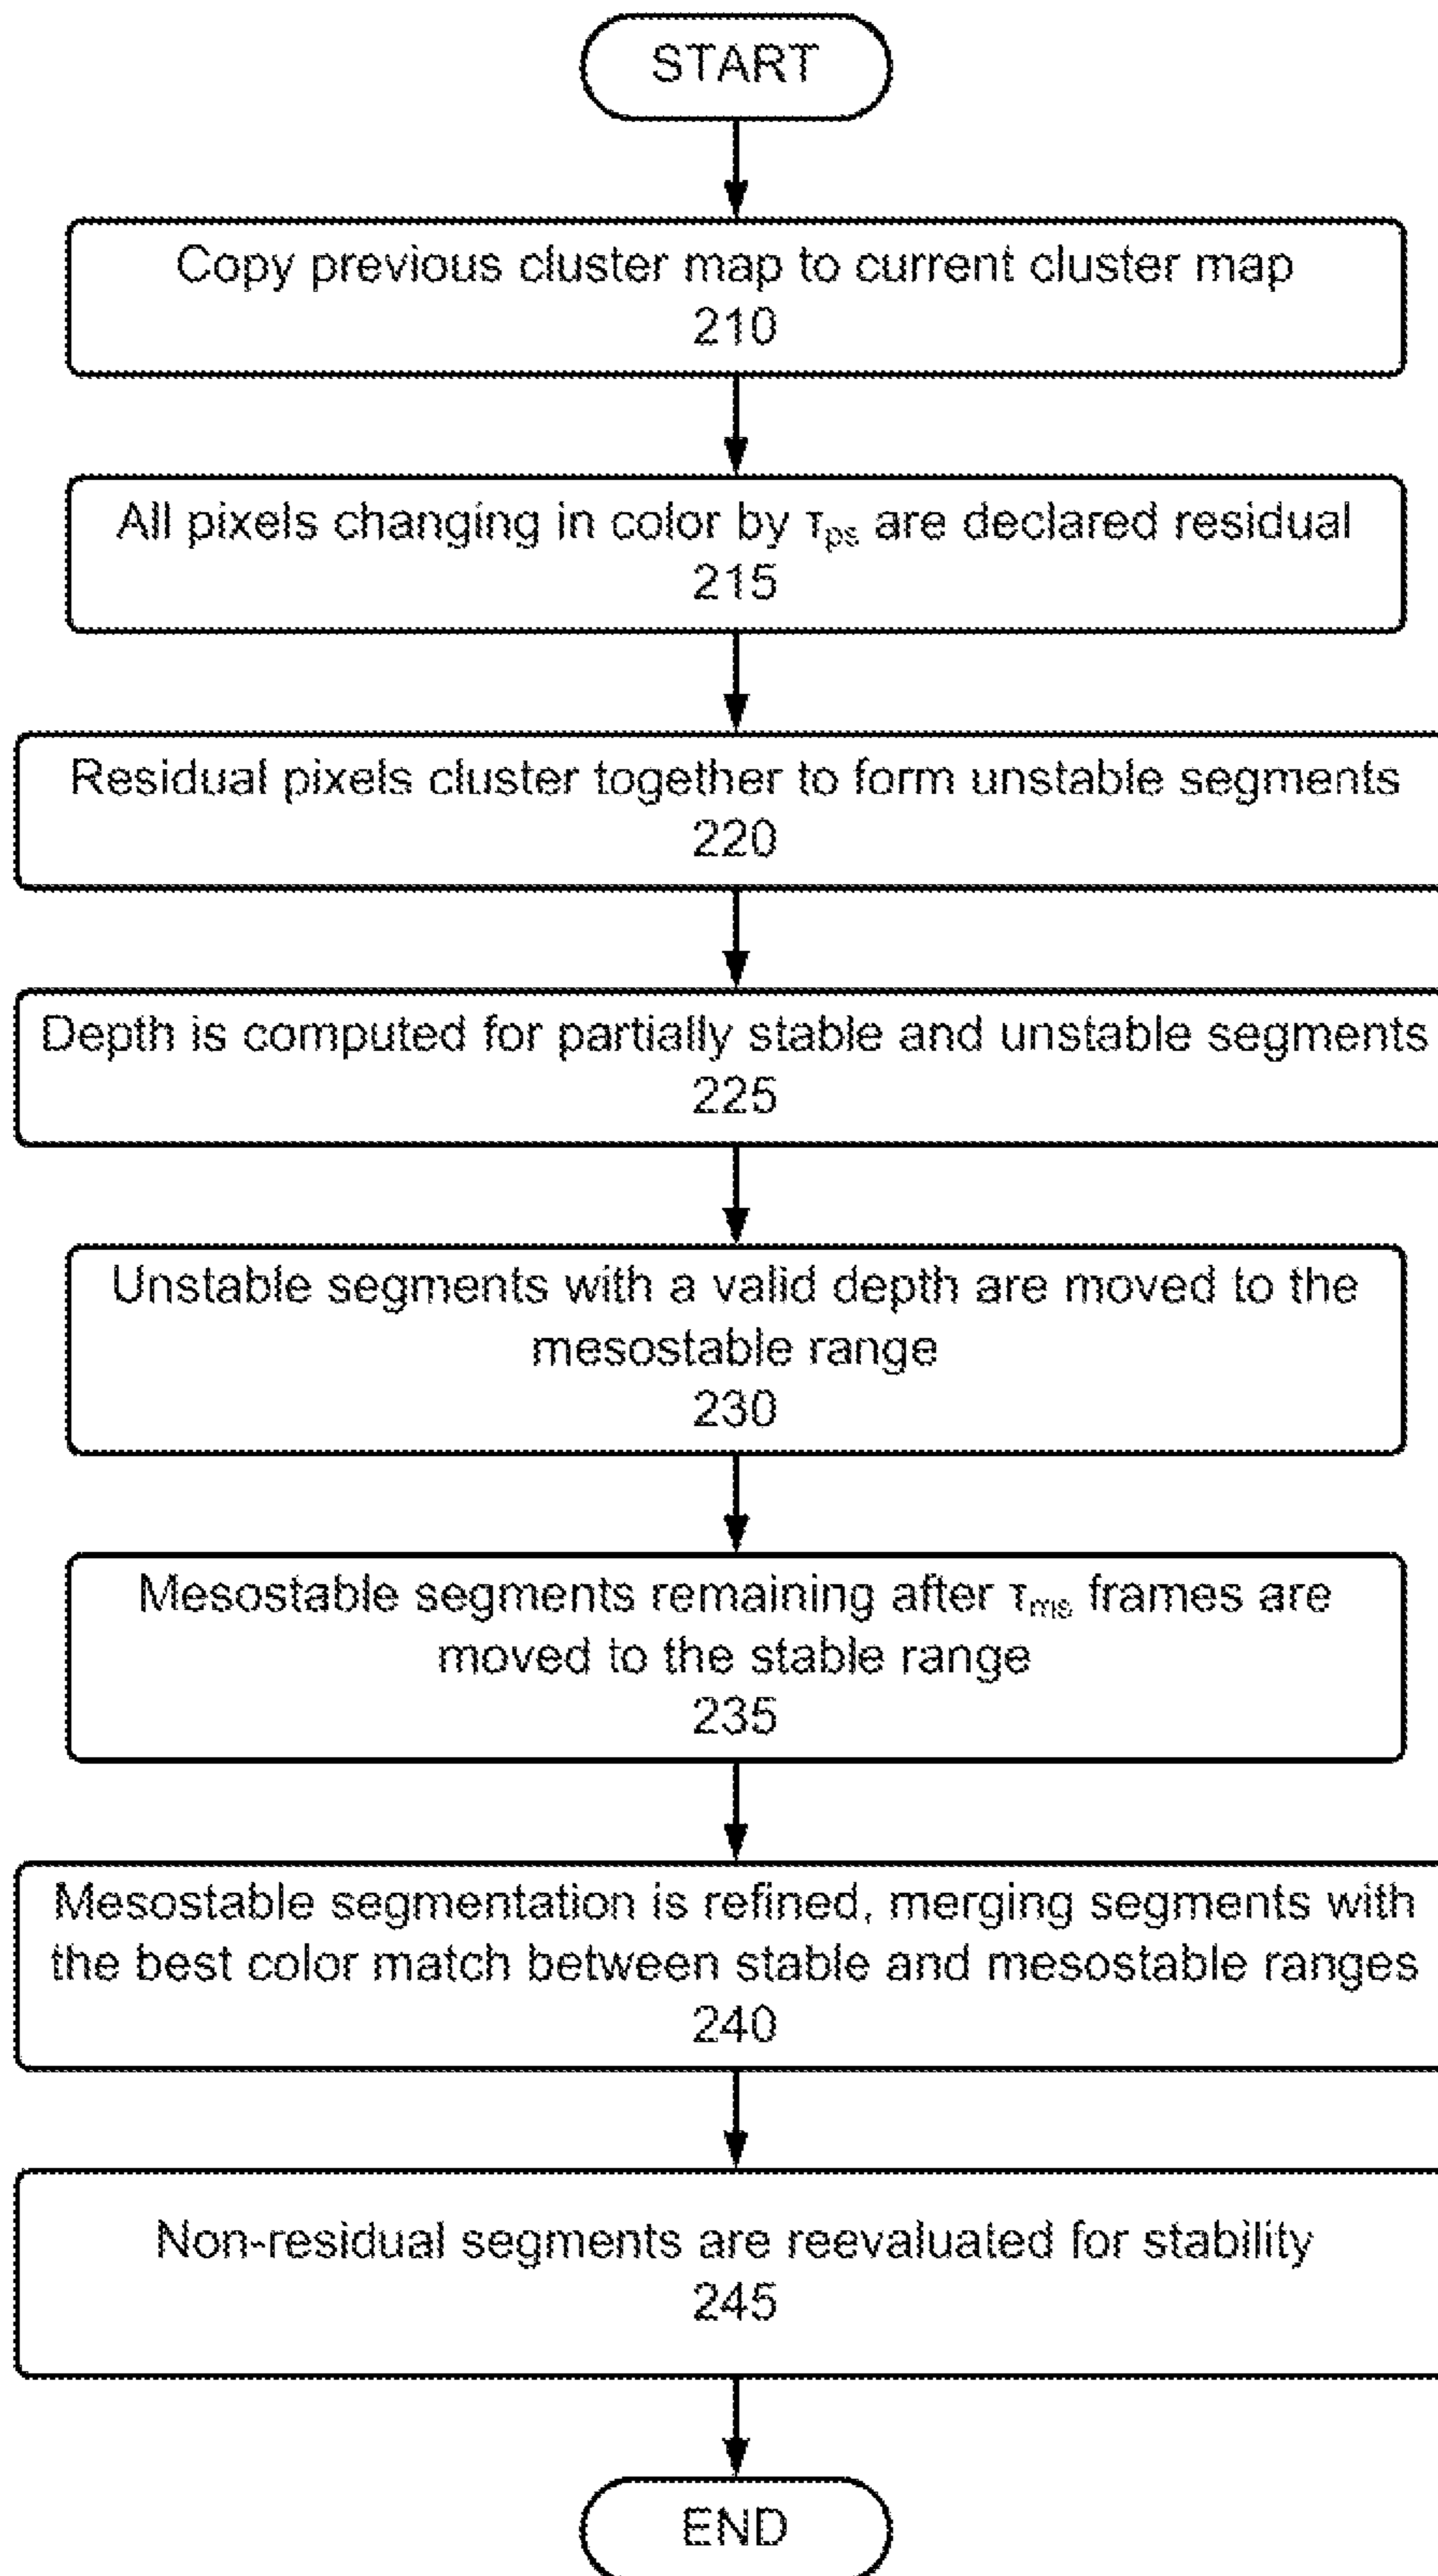 START
Copy previous cluster map to current cluster map
210
All pixels changing in color by τps are declared residual
215
Residual pixels cluster together to form unstable segments
220
Depth is computed for partially stable and unstable segments
225
Unstable segments with a valid depth are moved to the
mesostable range
230
Mesostable segments remaining after τms frames are
moved to the stable range
235
Mesostable segmentation is refined, merging segments with
the best color match between stable and mesostable ranges
240
Non-residual segments are reevaluated for stability
245
END